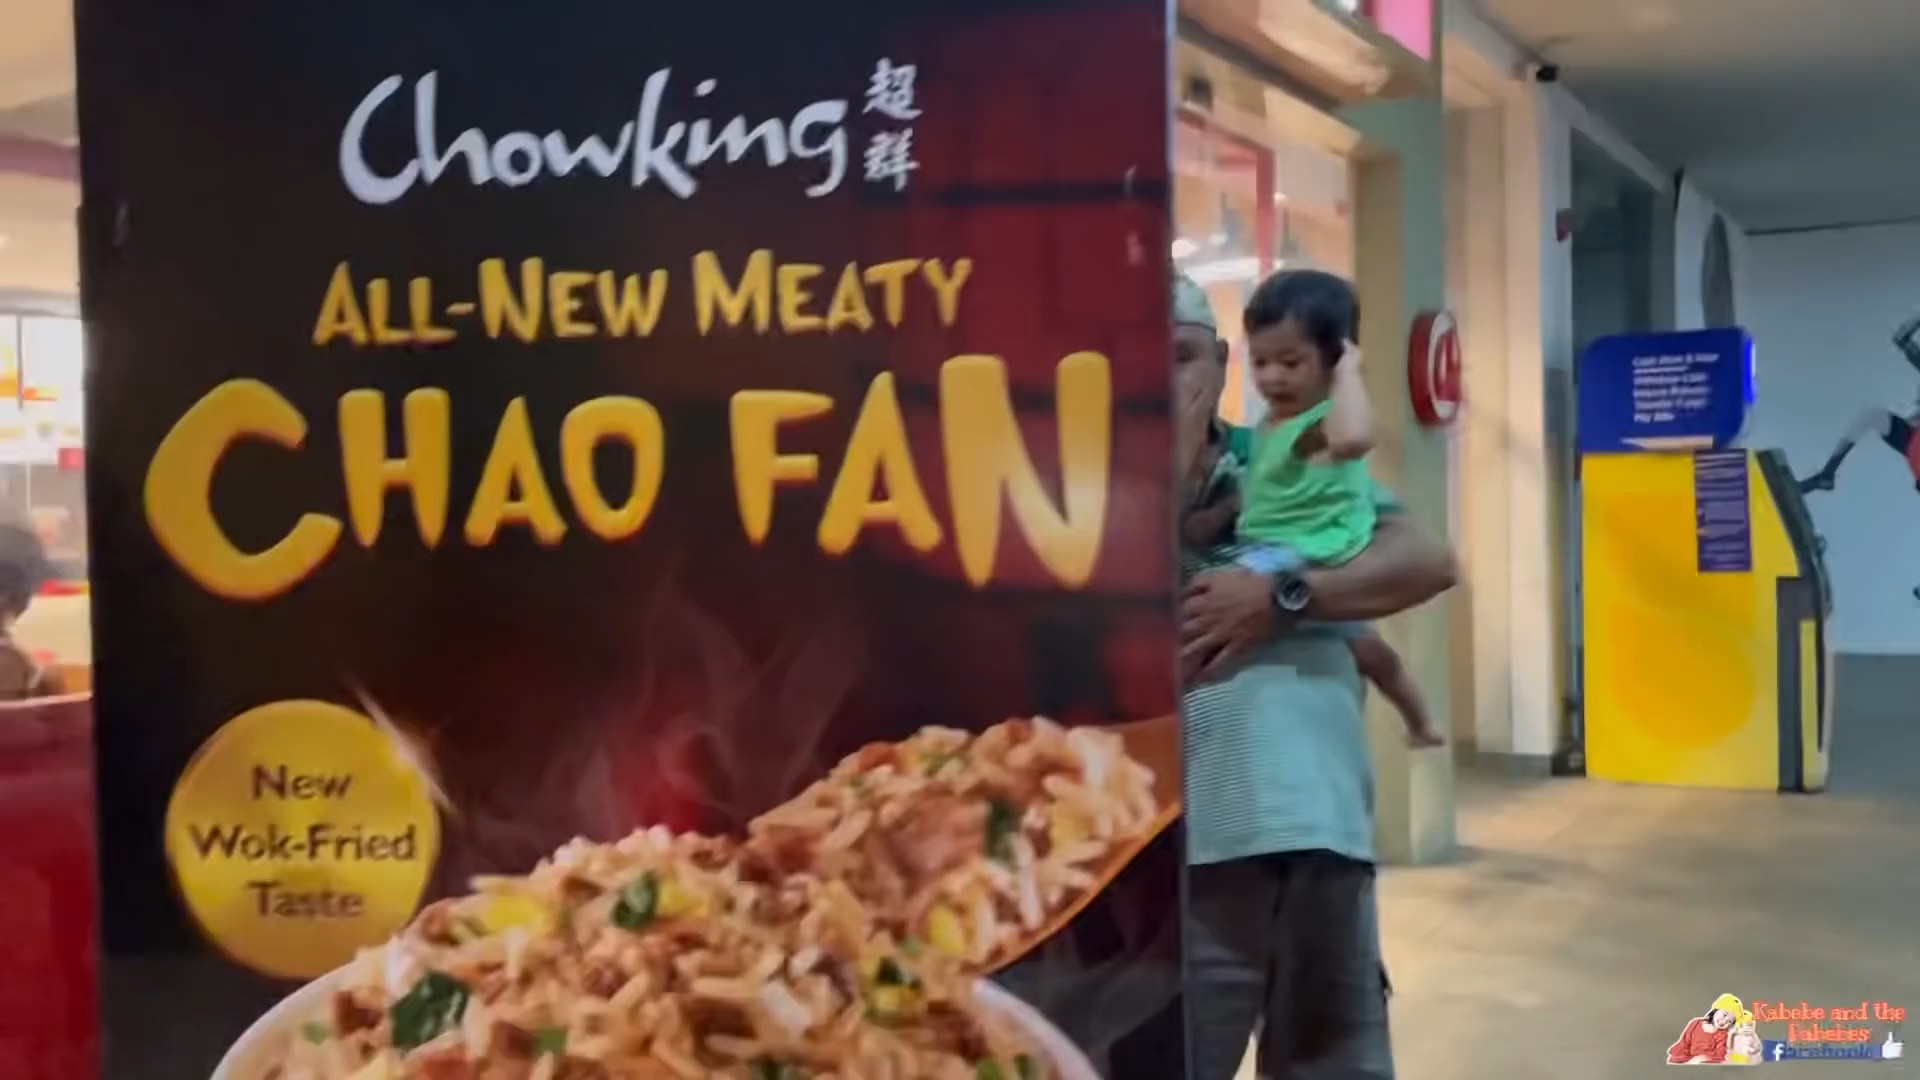 Chowking 超群
ALL-NEW MEATY
CHAO FAN
New
Wok-Fried
Taste
Kabebe and the